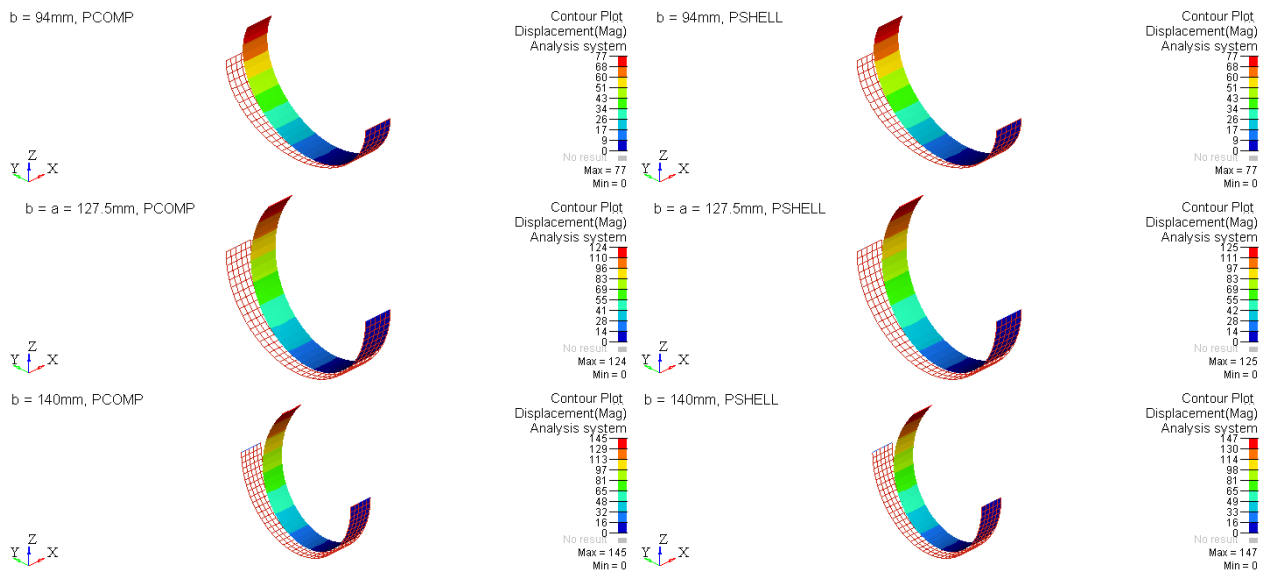 b = 94mm, PCOMP
Contour Plot
Displacement(Mag)
Analysis system
77
68
60
51
43
34
26
17
9
0
No result
Max = 77
Min = 0
Z
Y X
b = 94mm, PSHELL
Contour Plot
Displacement(Mag)
Analysis system
77
68
60
51
43
34
26
17
9
0
No result
Max = 77
Min = 0
Z
Y X
b = a = 127.5mm, PCOMP
Contour Plot
Displacement(Mag)
Analysis system
124
110
96
83
69
55
41
28
14
0
No result
Max = 124
Min = 0
Z
Y X
b = a = 127.5mm, PSHELL
Contour Plot
Displacement(Mag)
Analysis system
125
111
97
83
69
55
42
28
14
0
No result
Max = 125
Min = 0
Z
Y X
b = 140mm, PCOMP
Contour Plot
Displacement(Mag)
Analysis system
145
129
113
97
81
65
49
32
16
0
No result
Max = 145
Min = 0
Z
Y X
b = 140mm, PSHELL
Contour Plot
Displacement(Mag)
Analysis system
147
130
114
98
81
65
49
33
16
0
No result
Max = 147
Min = 0
Z
Y X